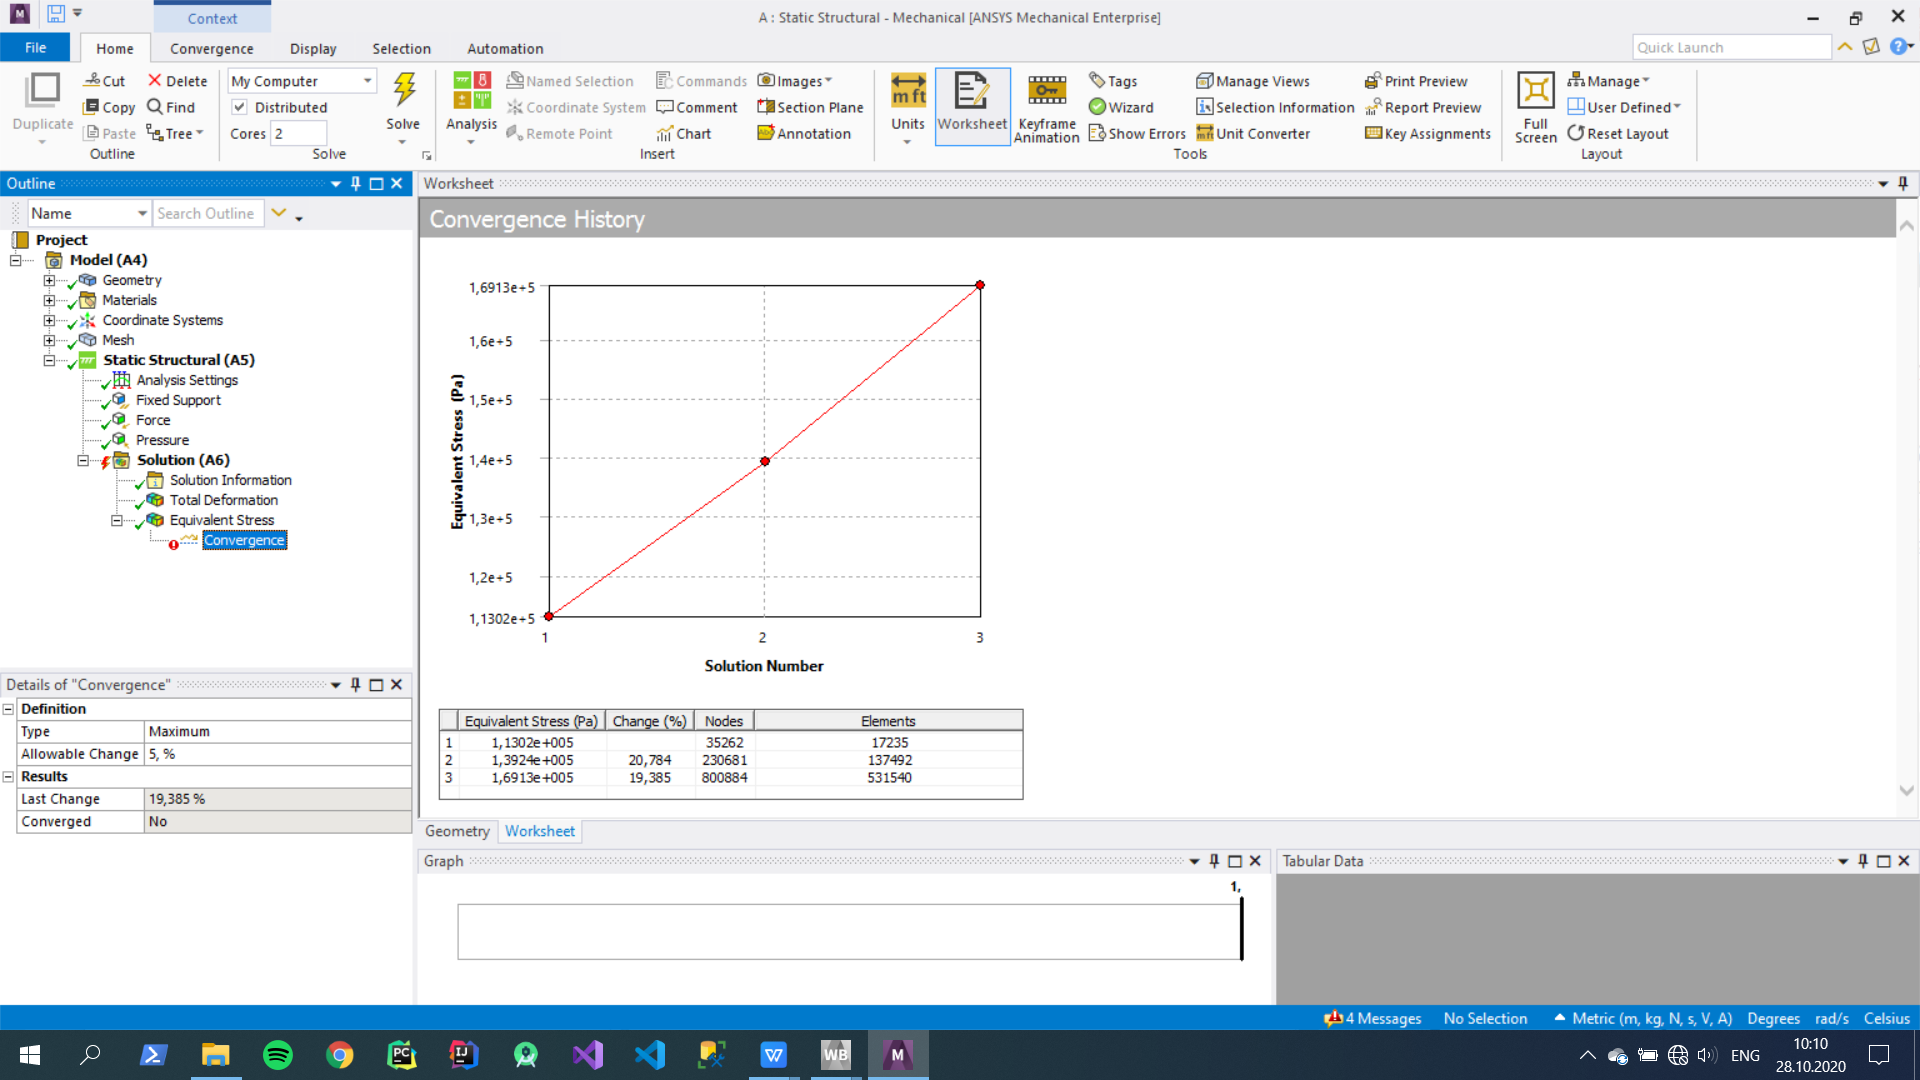 Context
A : Static Structural - Mechanical [ANSYS Mechanical Enterprise]
File Home Convergence Display Selection Automation
Quick Launch
Duplicate
Cut
Delete
Copy
Find
Paste
Tree
Outline
My Computer
Distributed
Cores 2
Solve
Solve
Analysis
Named Selection
Coordinate System
Remote Point
Commands
Comment
Chart
Images
Section Plane
Annotation
Insert
m ft
Units
Worksheet
Keyframe
Animation
Tags
Wizard
Show Errors
Manage Views
Selection Information
Unit Converter
Print Preview
Report Preview
Key Assignments
Tools
Full
Screen
Manage
User Defined
Reset Layout
Layout
Outline
Name
Search Outline
Project
Model (A4)
Geometry
Materials
Coordinate Systems
Mesh
Static Structural (A5)
Analysis Settings
Fixed Support
Force
Pressure
Solution (A6)
Solution Information
Total Deformation
Equivalent Stress
Convergence
Details of "Convergence"
Definition
Type Maximum
Allowable Change 5, %
Results
Last Change 19,385 %
Converged No
Worksheet
Convergence History
1,6913e+5
1,6e+5
1,5e+5
1,4e+5
1,3e+5
1,2e+5
1,1302e+5
Equivalent Stress (Pa)
1 2 3
Solution Number
Equivalent Stress (Pa) Change (%) Nodes Elements
1 1,1302e+005 35262 17235
2 1,3924e+005 20,784 230681 137492
3 1,6913e+005 19,385 800884 531540
Geometry Worksheet
Graph
1,
Tabular Data
4 Messages No Selection Metric (m, kg, N, s, V, A) Degrees rad/s Celsius
PC
IJ
W
WB
M
ENG
10:10
28.10.2020